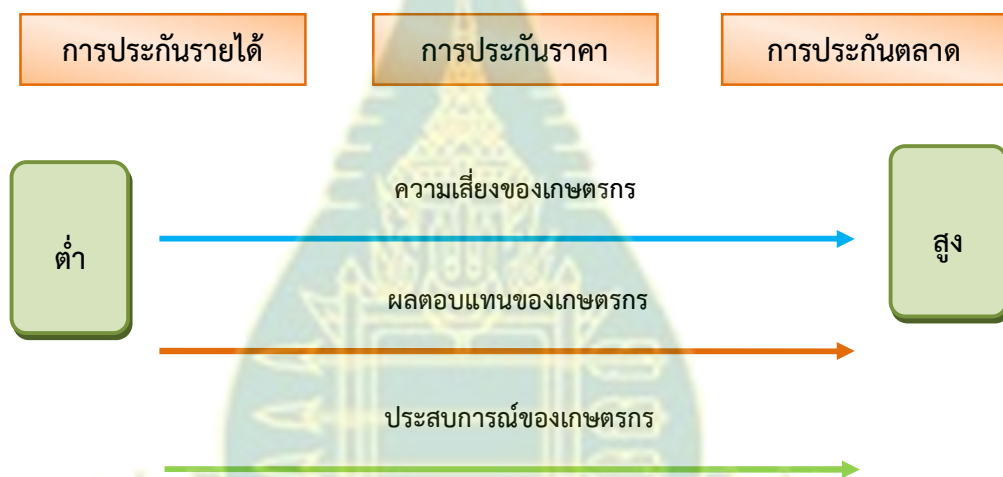 การประกันรายได้
การประกันราคา
การประกันตลาด
ความเสี่ยงของเกษตรกร
ต่ำ
สูง
ผลตอบแทนของเกษตรกร
ประสบการณ์ของเกษตรกร